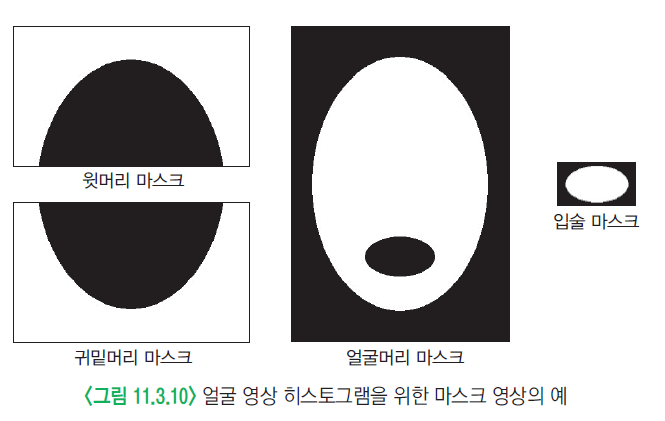 윗머리 마스크
입술 마스크
귀밑머리 마스크
얼굴머리 마스크
〈그림 11.3.10〉 얼굴 영상 히스토그램을 위한 마스크 영상의 예